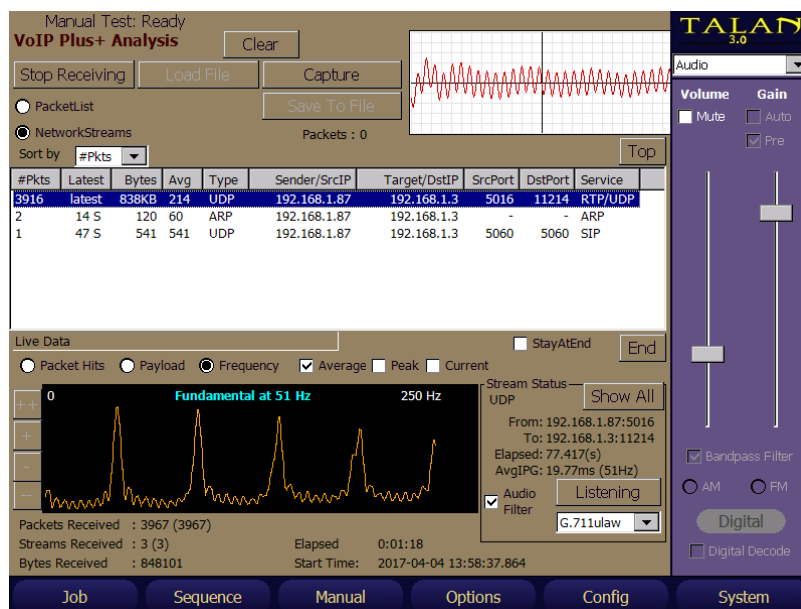 Manual Test: Ready
VoIP Plus+ Analysis
Clear
Stop Receiving
Load File
Capture
PacketList
Save To File
NetworkStreams
Packets : 0
Sort by
#Pkts
Top
#Pkts Latest Bytes Avg Type Sender/SrcIP Target/DstIP SrcPort DstPort Service
3916 latest 838KB 214 UDP 192.168.1.87 192.168.1.3 5016 11214 RTP/UDP
2 14 S 120 60 ARP 192.168.1.87 192.168.1.3 - - ARP
1 47 S 541 541 UDP 192.168.1.87 192.168.1.3 5060 5060 SIP
Live Data
StayAtEnd
End
Packet Hits Payload Frequency Average Peak Current
++
+
-
--
0 Fundamental at 51 Hz 250 Hz
Stream Status
UDP
Show All
From: 192.168.1.87:5016
To: 192.168.1.3:11214
Elapsed: 77.417(s)
AvgIPG: 19.77ms (51Hz)
Audio
Filter
Listening
G.711ulaw
Packets Received : 3967 (3967)
Streams Received : 3 (3)
Elapsed 0:01:18
Bytes Received : 848101
Start Time: 2017-04-04 13:58:37.864
TALAN
3.0
Audio
Volume Gain
Mute Auto
Pre
Bandpass Filter
AM FM
Digital
Digital Decode
Job Sequence Manual Options Config System